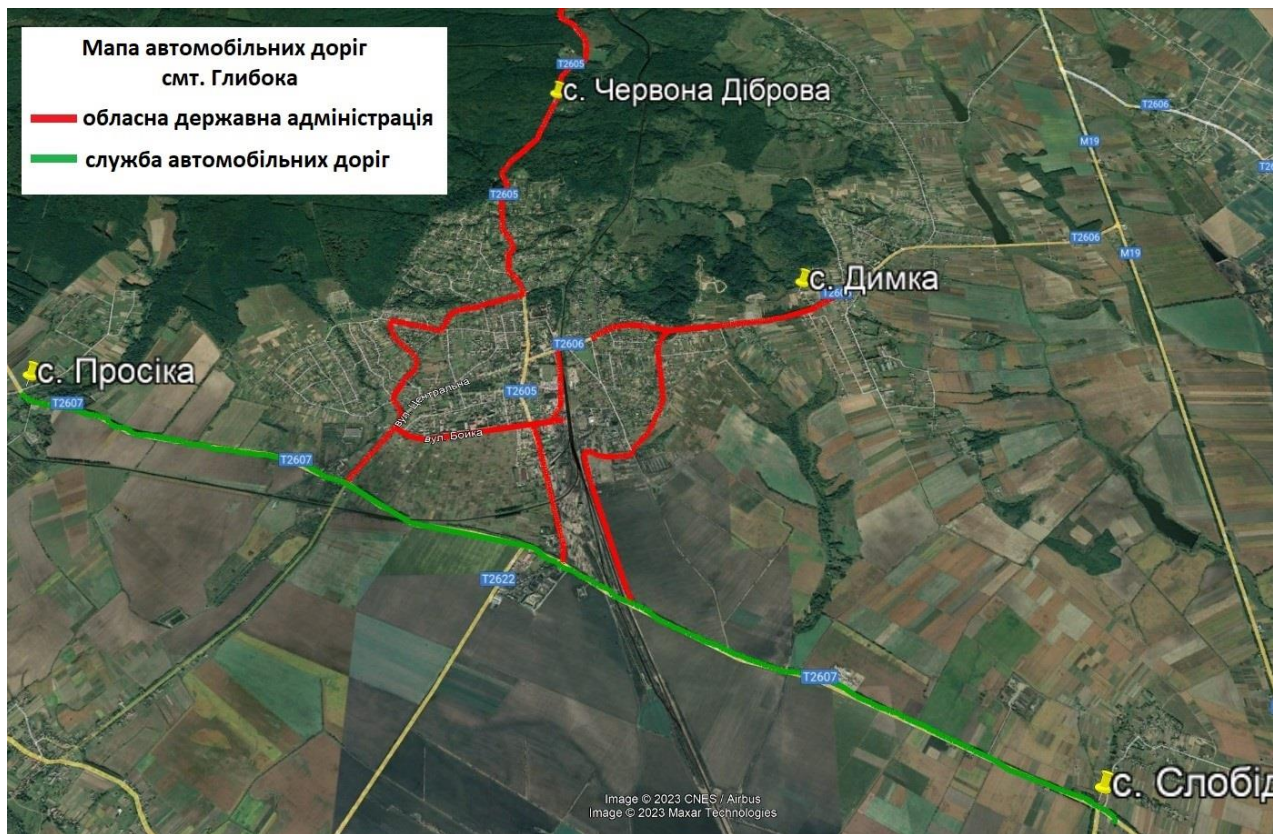 Мапа автомобільних доріг
смт. Глибока
обласна державна адміністрація
служба автомобільних доріг
T2605
с. Червона Діброва
T2606
M19
T2605
T2606
M19
с. Димка
T2606
с. Просіка
T2607
T2605
вул. Центральна
вул. Бойка
T2607
T2622
T2607
с. Слобід
Image © 2023 CNES / Airbus
Image © 2023 Maxar Technologies